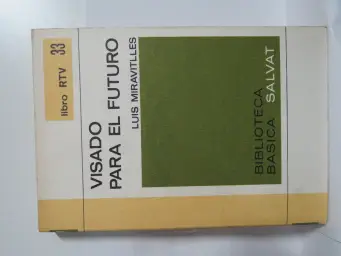 libro RTV 33
VISADO
PARA EL FUTURO
LUIS MIRAVITLLES
BIBLIOTECA
BASICA SALVAT